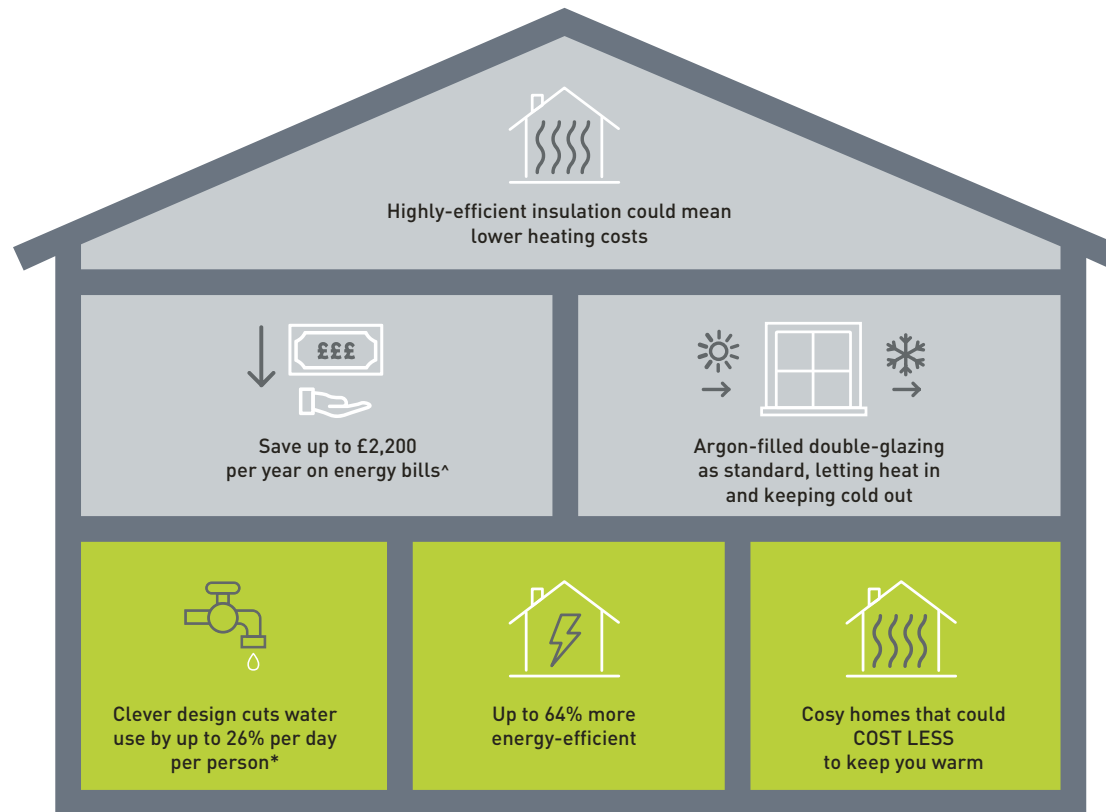 Highly-efficient insulation could mean
lower heating costs
£££
Save up to £2,200
per year on energy bills^
Argon-filled double-glazing
as standard, letting heat in
and keeping cold out
Clever design cuts water
use by up to 26% per day
per person*
Up to 64% more
energy-efficient
Cosy homes that could
COST LESS
to keep you warm